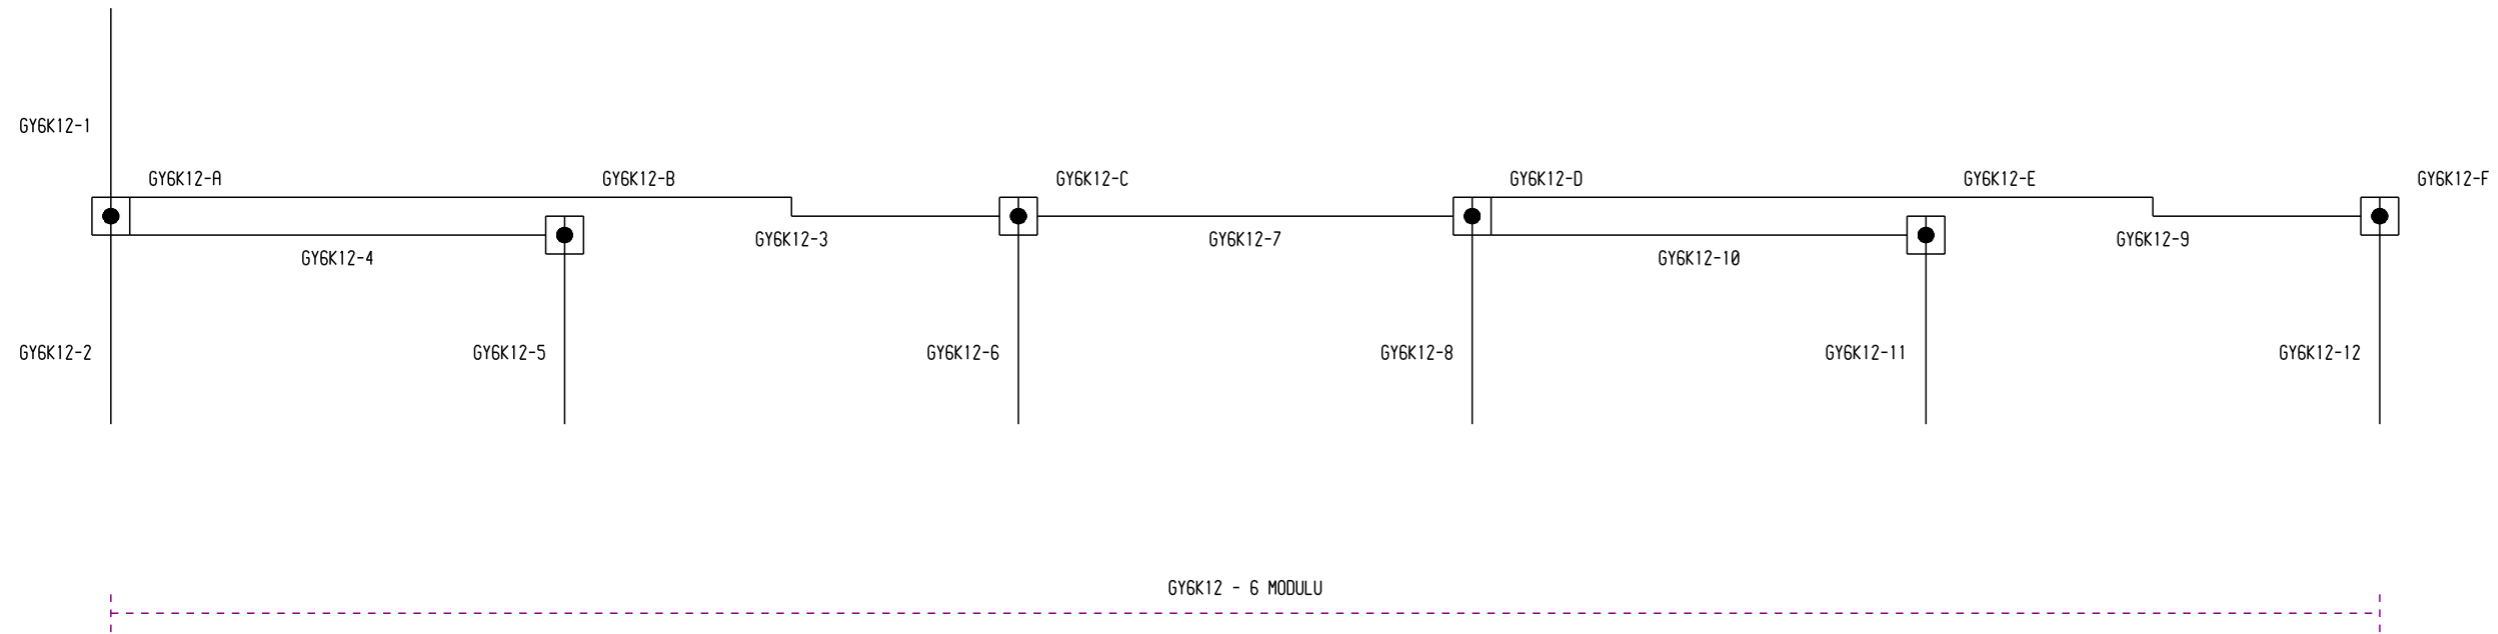 GY6K12-1
GY6K12-A
GY6K12-B
GY6K12-C
GY6K12-D
GY6K12-E
GY6K12-F
GY6K12-3
GY6K12-7
GY6K12-9
GY6K12-4
GY6K12-10
GY6K12-2
GY6K12-5
GY6K12-6
GY6K12-8
GY6K12-11
GY6K12-12
GY6K12 - 6 MODULU